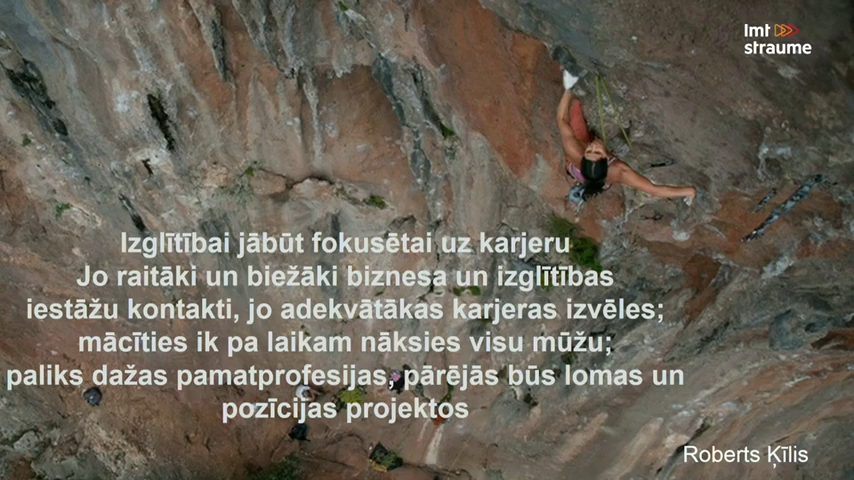 lmt
straume
Izglītībai jābūt fokusētai uz karjeru
Jo raitāki un biežāki biznesa un izglītības
iestāžu kontakti, jo adekvātākas karjeras izvēles;
mācīties ik pa laikam nāksies visu mūžu;
paliks dažas pamatprofesijas, pārējās būs lomas un
pozīcijas projektos
Roberts Ķīlis